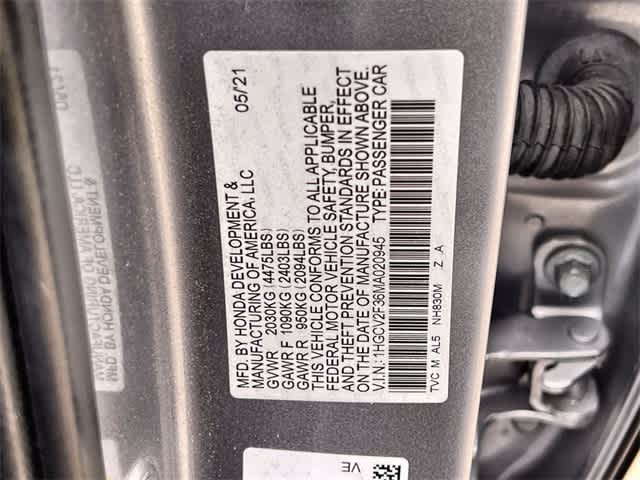 MFD. BY HONDA DEVELOPMENT & 05/21
MANUFACTURING OF AMERICA, LLC
GVWR 2030KG (4475LBS)
GAWR F 1090KG (2403LBS)
GAWR R 950KG (2094LBS)
THIS VEHICLE CONFORMS TO ALL APPLICABLE
FEDERAL MOTOR VEHICLE SAFETY, BUMPER,
AND THEFT PREVENTION STANDARDS IN EFFECT
ON THE DATE OF MANUFACTURE SHOWN ABOVE.
V.I.N.: 1HGCV2F36MA020945 TYPE: PASSENGER CAR
TVC M AL5 NH830M Z A
VE